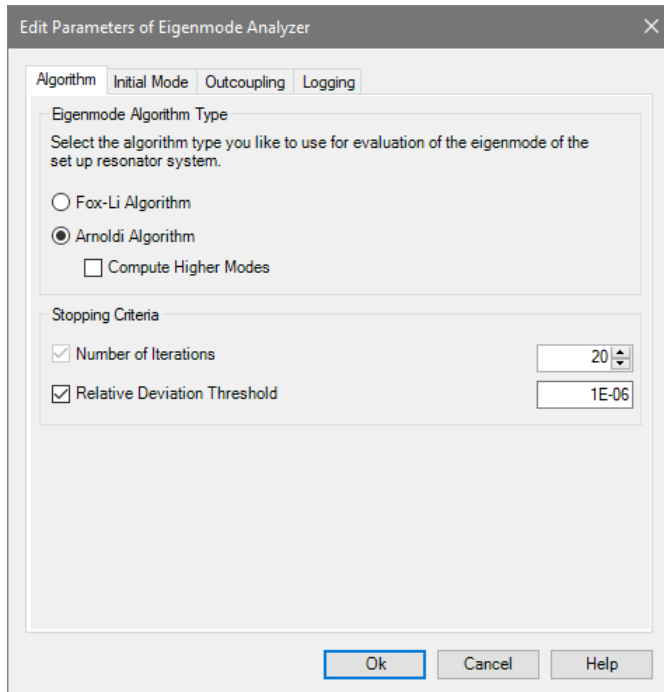 Edit Parameters of Eigenmode Analyzer
Algorithm Initial Mode Outcoupling Logging
Eigenmode Algorithm Type
Select the algorithm type you like to use for evaluation of the eigenmode of the
set up resonator system.
Fox-Li Algorithm
Arnoldi Algorithm
Compute Higher Modes
Stopping Criteria
Number of Iterations 20
Relative Deviation Threshold 1E-06
Ok Cancel Help